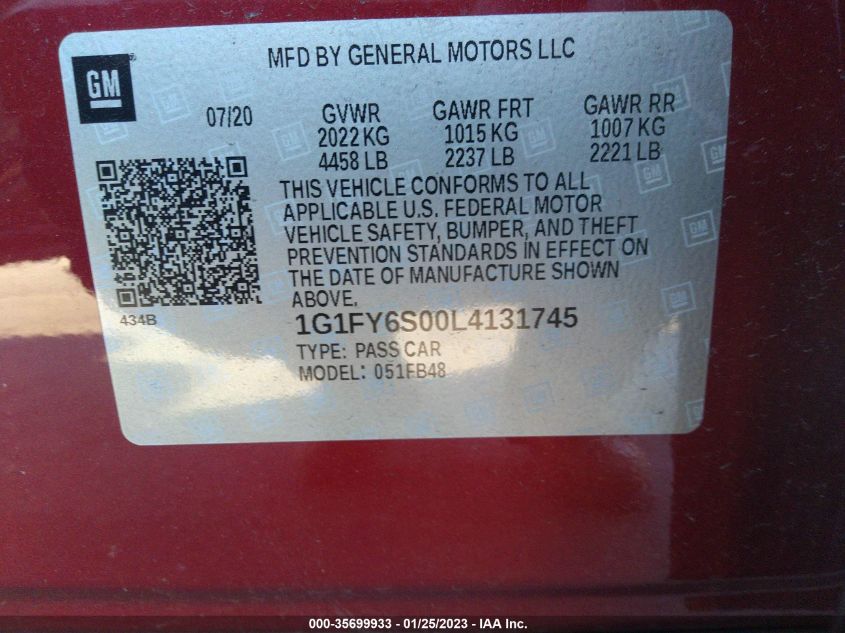 GM
MFD BY GENERAL MOTORS LLC
07/20 GVWR GAWR FRT GAWR RR
2022 KG 1015 KG 1007 KG
4458 LB 2237 LB 2221 LB
THIS VEHICLE CONFORMS TO ALL
APPLICABLE U.S. FEDERAL MOTOR
VEHICLE SAFETY, BUMPER, AND THEFT
PREVENTION STANDARDS IN EFFECT ON
THE DATE OF MANUFACTURE SHOWN
ABOVE.
434B
1G1FY6S00L4131745
TYPE: PASS CAR
MODEL: 051FB48
000-35699933 - 01/25/2023 - IAA Inc.